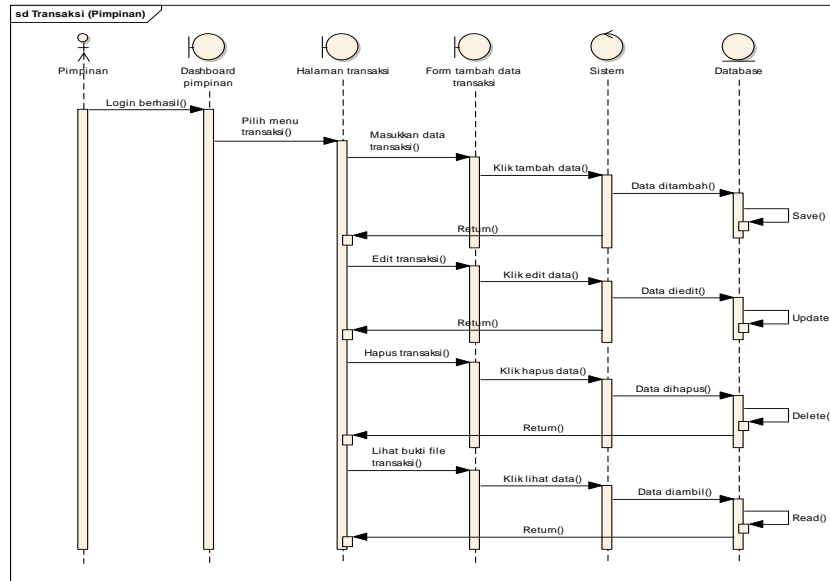 sd Transaksi (Pimpinan)
Pimpinan
Dashboard
pimpinan
Halaman transaksi
Form tambah data
transaksi
Sistem
Database
Login berhasil()
Pilih menu
transaksi()
Masukkan data
transaksi()
Klik tambah data()
Data ditambah()
Save()
Return()
Edit transaksi()
Klik edit data()
Data diedit()
Update
Return()
Hapus transaksi()
Klik hapus data()
Data dihapus()
Delete(
Return()
Lihat bukti file
transaksi()
Klik lihat data()
Data diambil()
Read()
Return()